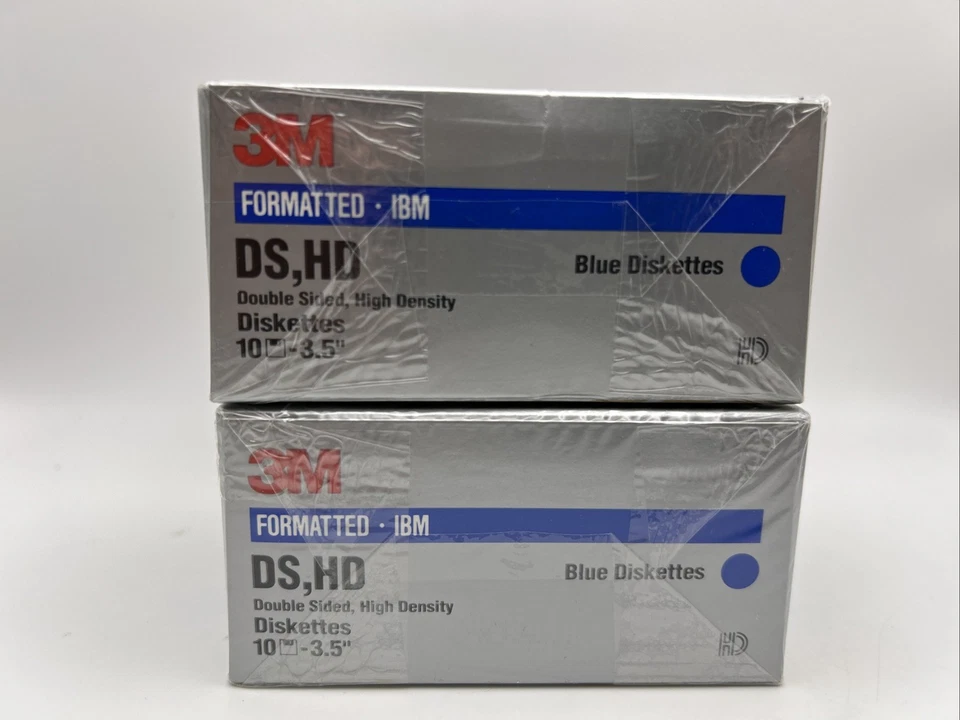 3M
FORMATTED · IBM
DS,HD
Blue Diskettes
Double Sided, High Density
Diskettes
10 -3.5"
HD
3M
FORMATTED · IBM
DS,HD
Blue Diskettes
Double Sided, High Density
Diskettes
10 -3.5"
HD